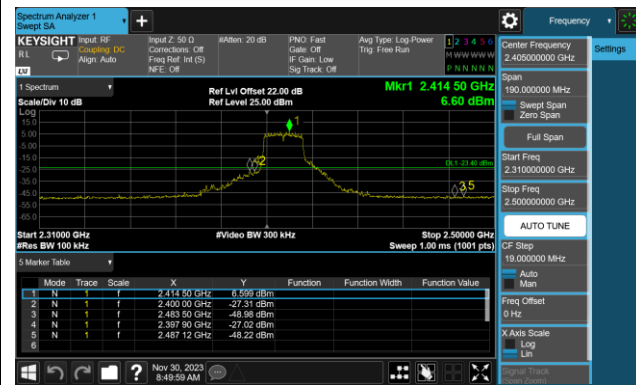 Spectrum Analyzer 1
Swept SA
Frequency
KEYSIGHT
Input: RF
Coupling: DC
Align: Auto
Input Z: 50 Ω
Corrections: Off
Freq Ref: Int (S)
NFE: Off
#Atten: 20 dB
PNO: Fast
Gate: Off
IF Gain: Low
Sig Track: Off
Avg Type: Log-Power
Trig: Free Run
1 2 3 4 5 6
M W W W W W
P N N N N N
RL
LXI
Center Frequency
2.405000000 GHz
Settings
Span
190.000000 MHz
Swept Span
Zero Span
Full Span
Start Freq
2.310000000 GHz
Stop Freq
2.500000000 GHz
AUTO TUNE
CF Step
19.000000 MHz
Auto
Man
Freq Offset
0 Hz
X Axis Scale
Log
Lin
Signal Track
(Span Zoom)
1 Spectrum
Scale/Div 10 dB
Ref Lvl Offset 22.00 dB
Ref Level 25.00 dBm
Mkr1 2.414 50 GHz
6.60 dBm
Log
15.0
5.00
-5.00
-15.0
-25.0
-35.0
-45.0
-55.0
-65.0
1
2
3 5
DL1 -23.40 dBm
Start 2.31000 GHz
#Res BW 100 kHz
#Video BW 300 kHz
Stop 2.50000 GHz
Sweep 1.00 ms (1001 pts)
5 Marker Table
Mode Trace Scale X Y Function Function Width Function Value
1 N 1 f 2.414 50 GHz 6.599 dBm
2 N 1 f 2.400 00 GHz -27.31 dBm
3 N 1 f 2.483 50 GHz -48.98 dBm
4 N 1 f 2.397 90 GHz -27.02 dBm
5 N 1 f 2.487 12 GHz -48.22 dBm
6
?
Nov 30, 2023
8:49:59 AM